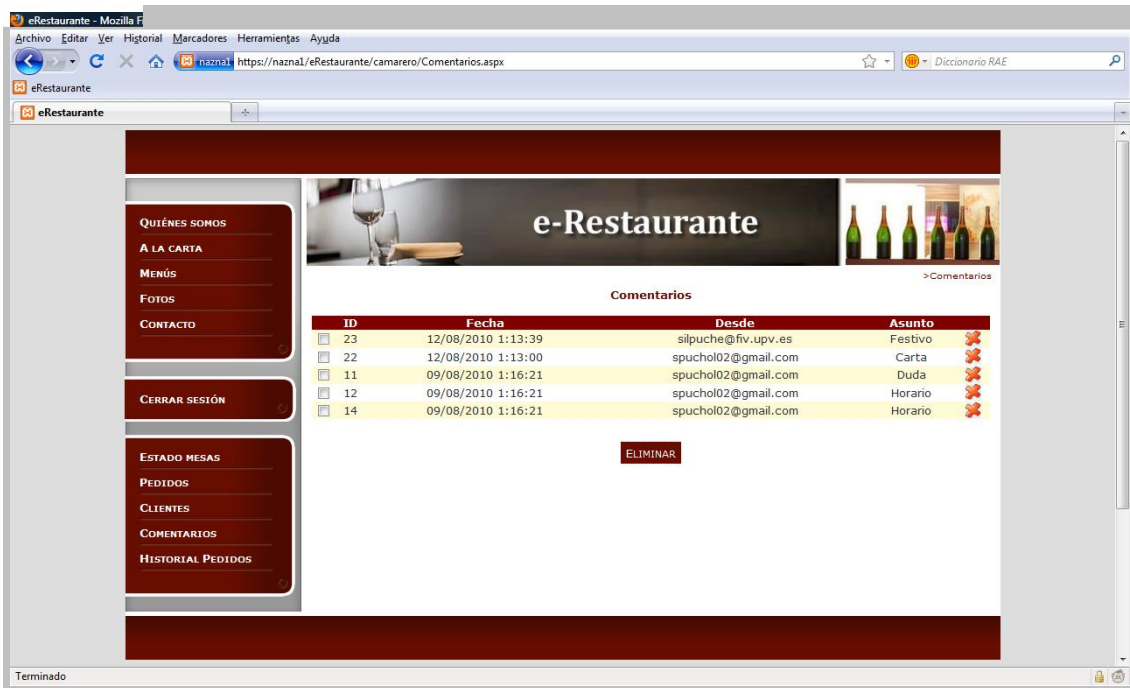 eRestaurante - Mozilla F
Archivo Editar Ver Historial Marcadores Herramientas Ayuda
nazna1 https://nazna1/eRestaurante/camarero/Comentarios.aspx Diccionario RAE
eRestaurante
eRestaurante
QUIÉNES SOMOS
A LA CARTA
MENÚS
FOTOS
CONTACTO
CERRAR SESIÓN
ESTADO MESAS
PEDIDOS
CLIENTES
COMENTARIOS
HISTORIAL PEDIDOS
e-Restaurante
>Comentarios
Comentarios
ID Fecha Desde Asunto
23 12/08/2010 1:13:39 silpuche@fiv.upv.es Festivo
22 12/08/2010 1:13:00 spuchol02@gmail.com Carta
11 09/08/2010 1:16:21 spuchol02@gmail.com Duda
12 09/08/2010 1:16:21 spuchol02@gmail.com Horario
14 09/08/2010 1:16:21 spuchol02@gmail.com Horario
ELIMINAR
Terminado